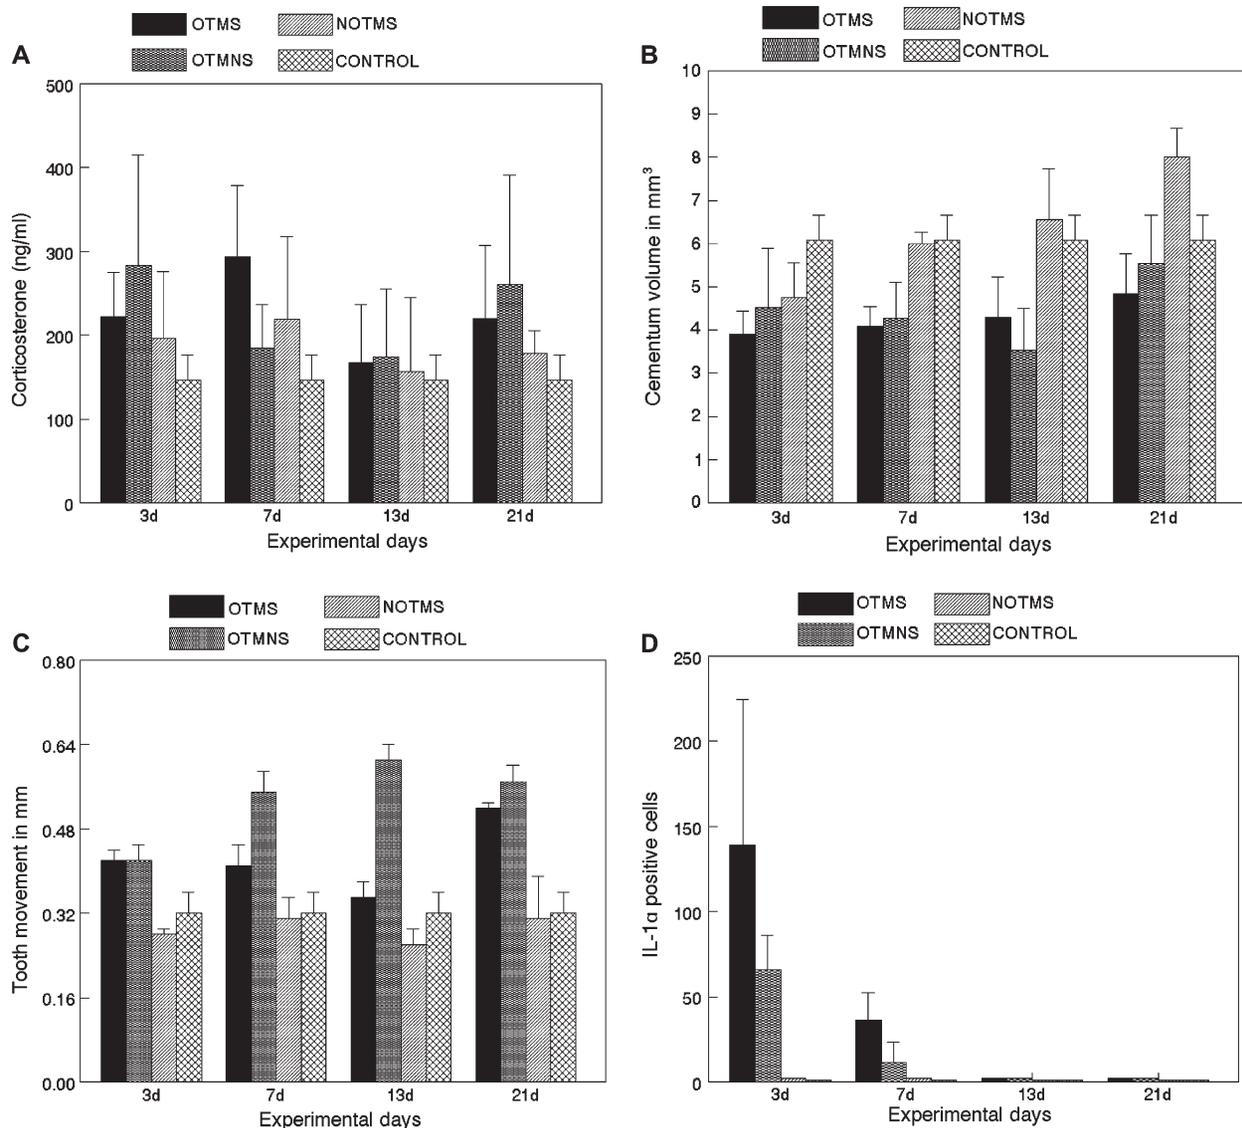 A
OTMS
NOTMS
OTMNS
CONTROL
500
400
300
200
100
0
Corticosterone (ng/ml)
3d
7d
13d
21d
Experimental days
B
OTMS
NOTMS
OTMNS
CONTROL
10
9
8
7
6
5
4
3
2
1
0
Cementum volume in mm³
3d
7d
13d
21d
Experimental days
C
OTMS
NOTMS
OTMNS
CONTROL
0.80
0.64
0.48
0.32
0.16
0.00
Tooth movement in mm
3d
7d
13d
21d
Experimental days
D
OTMS
NOTMS
OTMNS
CONTROL
250
200
150
100
50
0
IL-1α positive cells
3d
7d
13d
21d
Experimental days